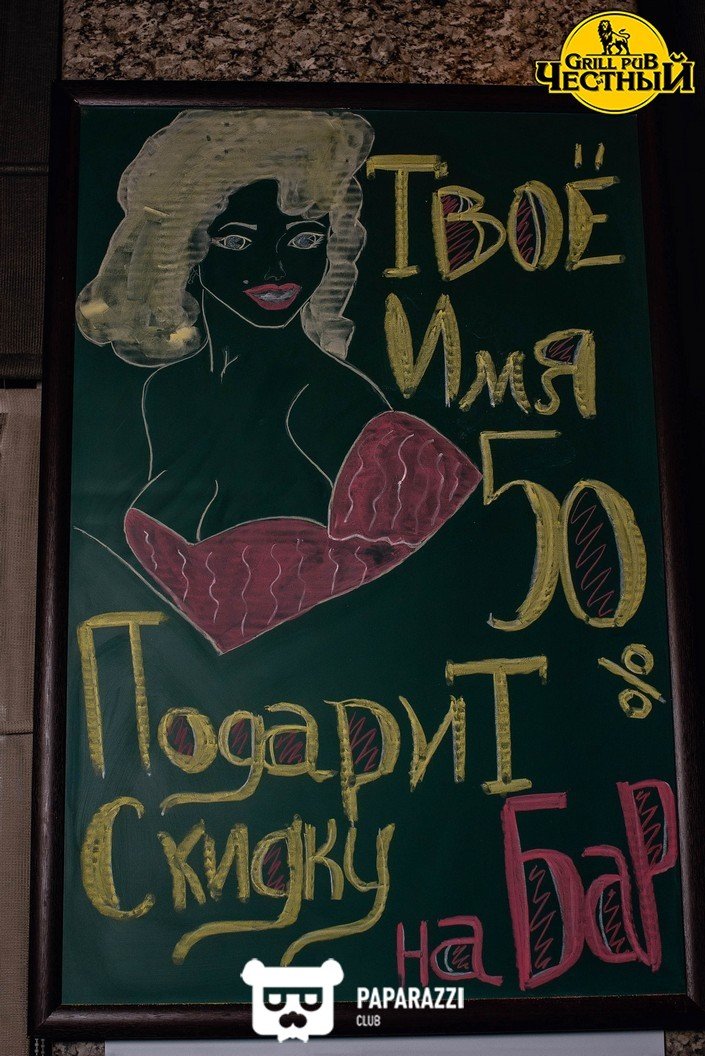 GRILL PUB
ЧЕСТНЫЙ
Твоё
Имя
50
%
Подарит
Скидку
на Бар
PAPARAZZI
CLUB